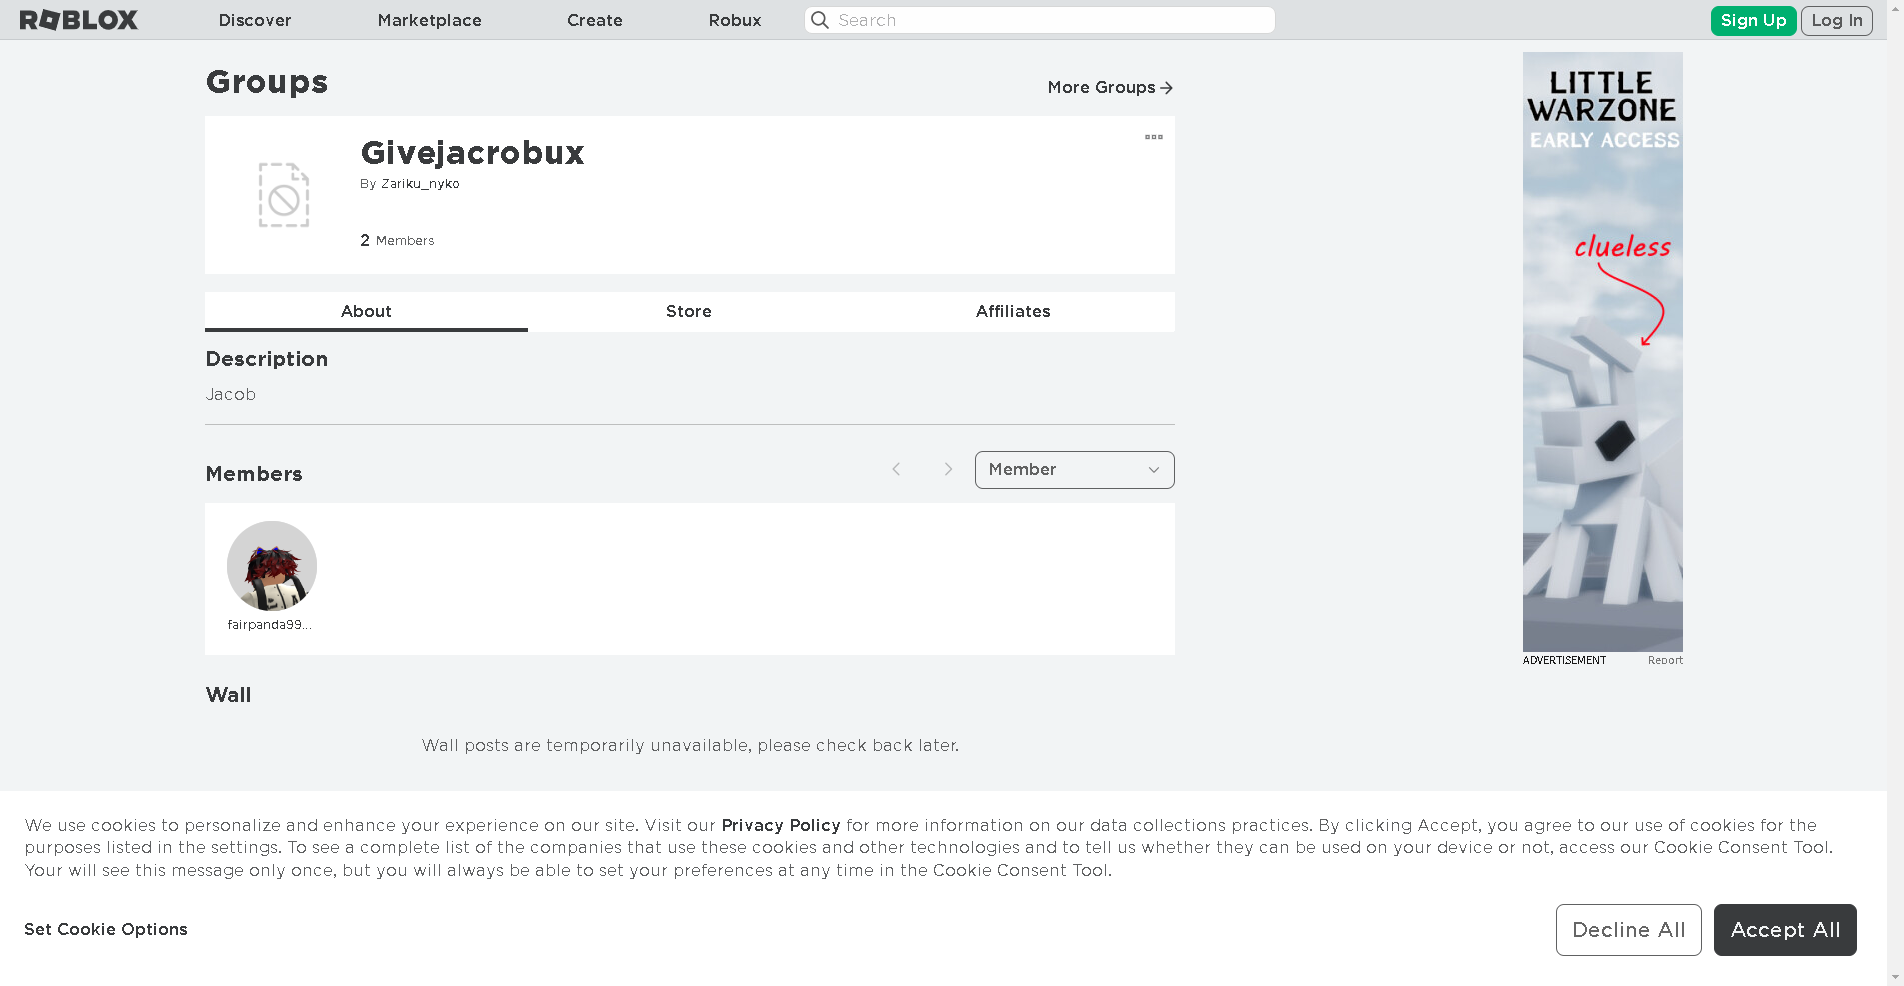 ROBLOX
Discover
Marketplace
Create
Robux
Search
Sign Up
Log In
Groups
More Groups
Givejacrobux
By Zariku_nyko
2 Members
About
Store
Affiliates
Description
Jacob
Members
Member
fairpanda99...
Wall
Wall posts are temporarily unavailable, please check back later.
LITTLE
WARZONE
EARLY ACCESS
clueless
ADVERTISEMENT
Report
We use cookies to personalize and enhance your experience on our site. Visit our Privacy Policy for more information on our data collections practices. By clicking Accept, you agree to our use of cookies for the
purposes listed in the settings. To see a complete list of the companies that use these cookies and other technologies and to tell us whether they can be used on your device or not, access our Cookie Consent Tool.
Your will see this message only once, but you will always be able to set your preferences at any time in the Cookie Consent Tool.
Set Cookie Options
Decline All
Accept All